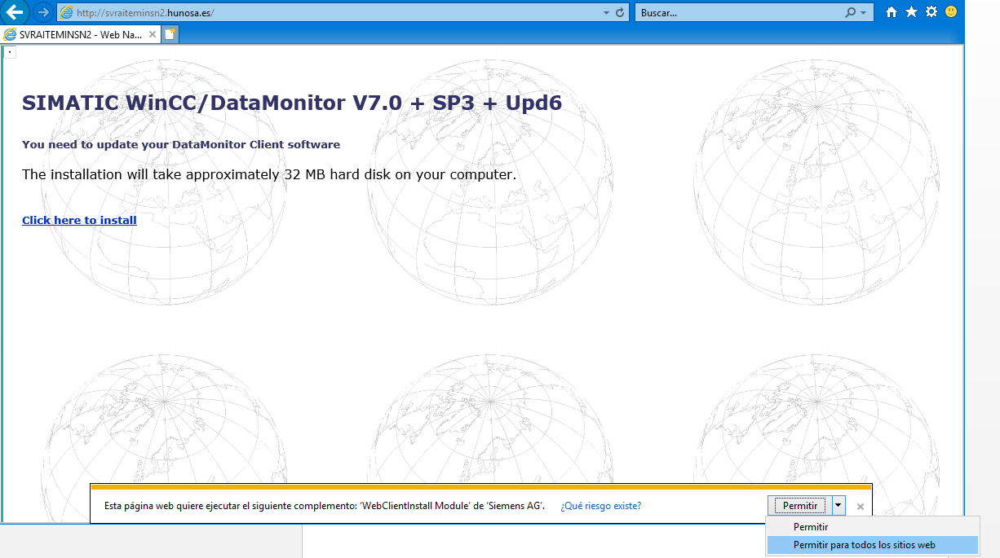 http://svraiteminsn2.hunosa.es/
Buscar...
SVRAITEMINSN2 - Web Na...
SIMATIC WinCC/DataMonitor V7.0 + SP3 + Upd6
You need to update your DataMonitor Client software
The installation will take approximately 32 MB hard disk on your computer.
Click here to install
Esta página web quiere ejecutar el siguiente complemento: 'WebClientInstall Module' de 'Siemens AG'. ¿Qué riesgo existe? Permitir
Permitir
Permitir para todos los sitios web